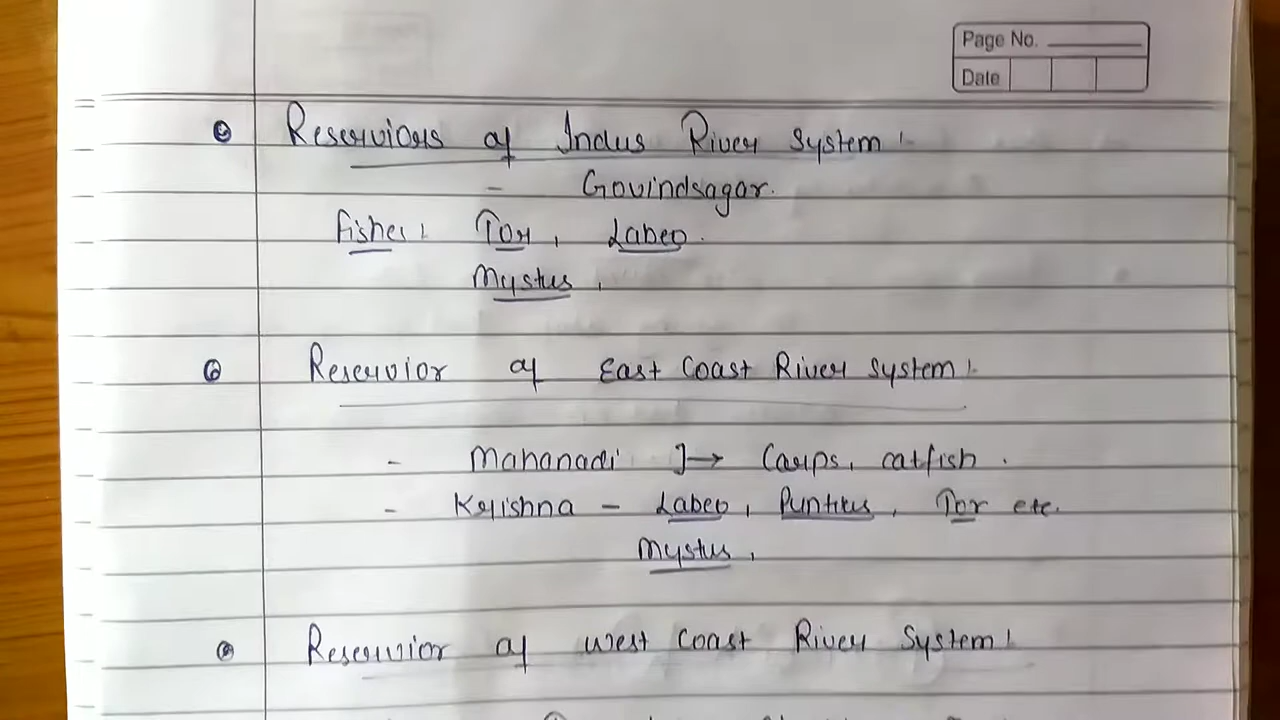 Page No.
Date
Reserviors of Indus River System :
- Govindsagar.
Fishes : Tor, Labeo.
Mystus,
Reservior of East Coast River System :
- Mahanadi ]→ Carps, catfish.
- Krishna - Labeo, Puntius, Tor etc.
Mystus,
Reservior of West Coast River System :